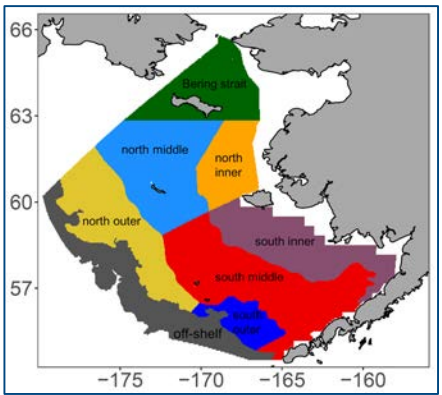 66
Bering strait
63
north middle
north
inner
60
north outer
south inner
south middle
57
south
outer
off-shelf
−175
−170
−165
−160